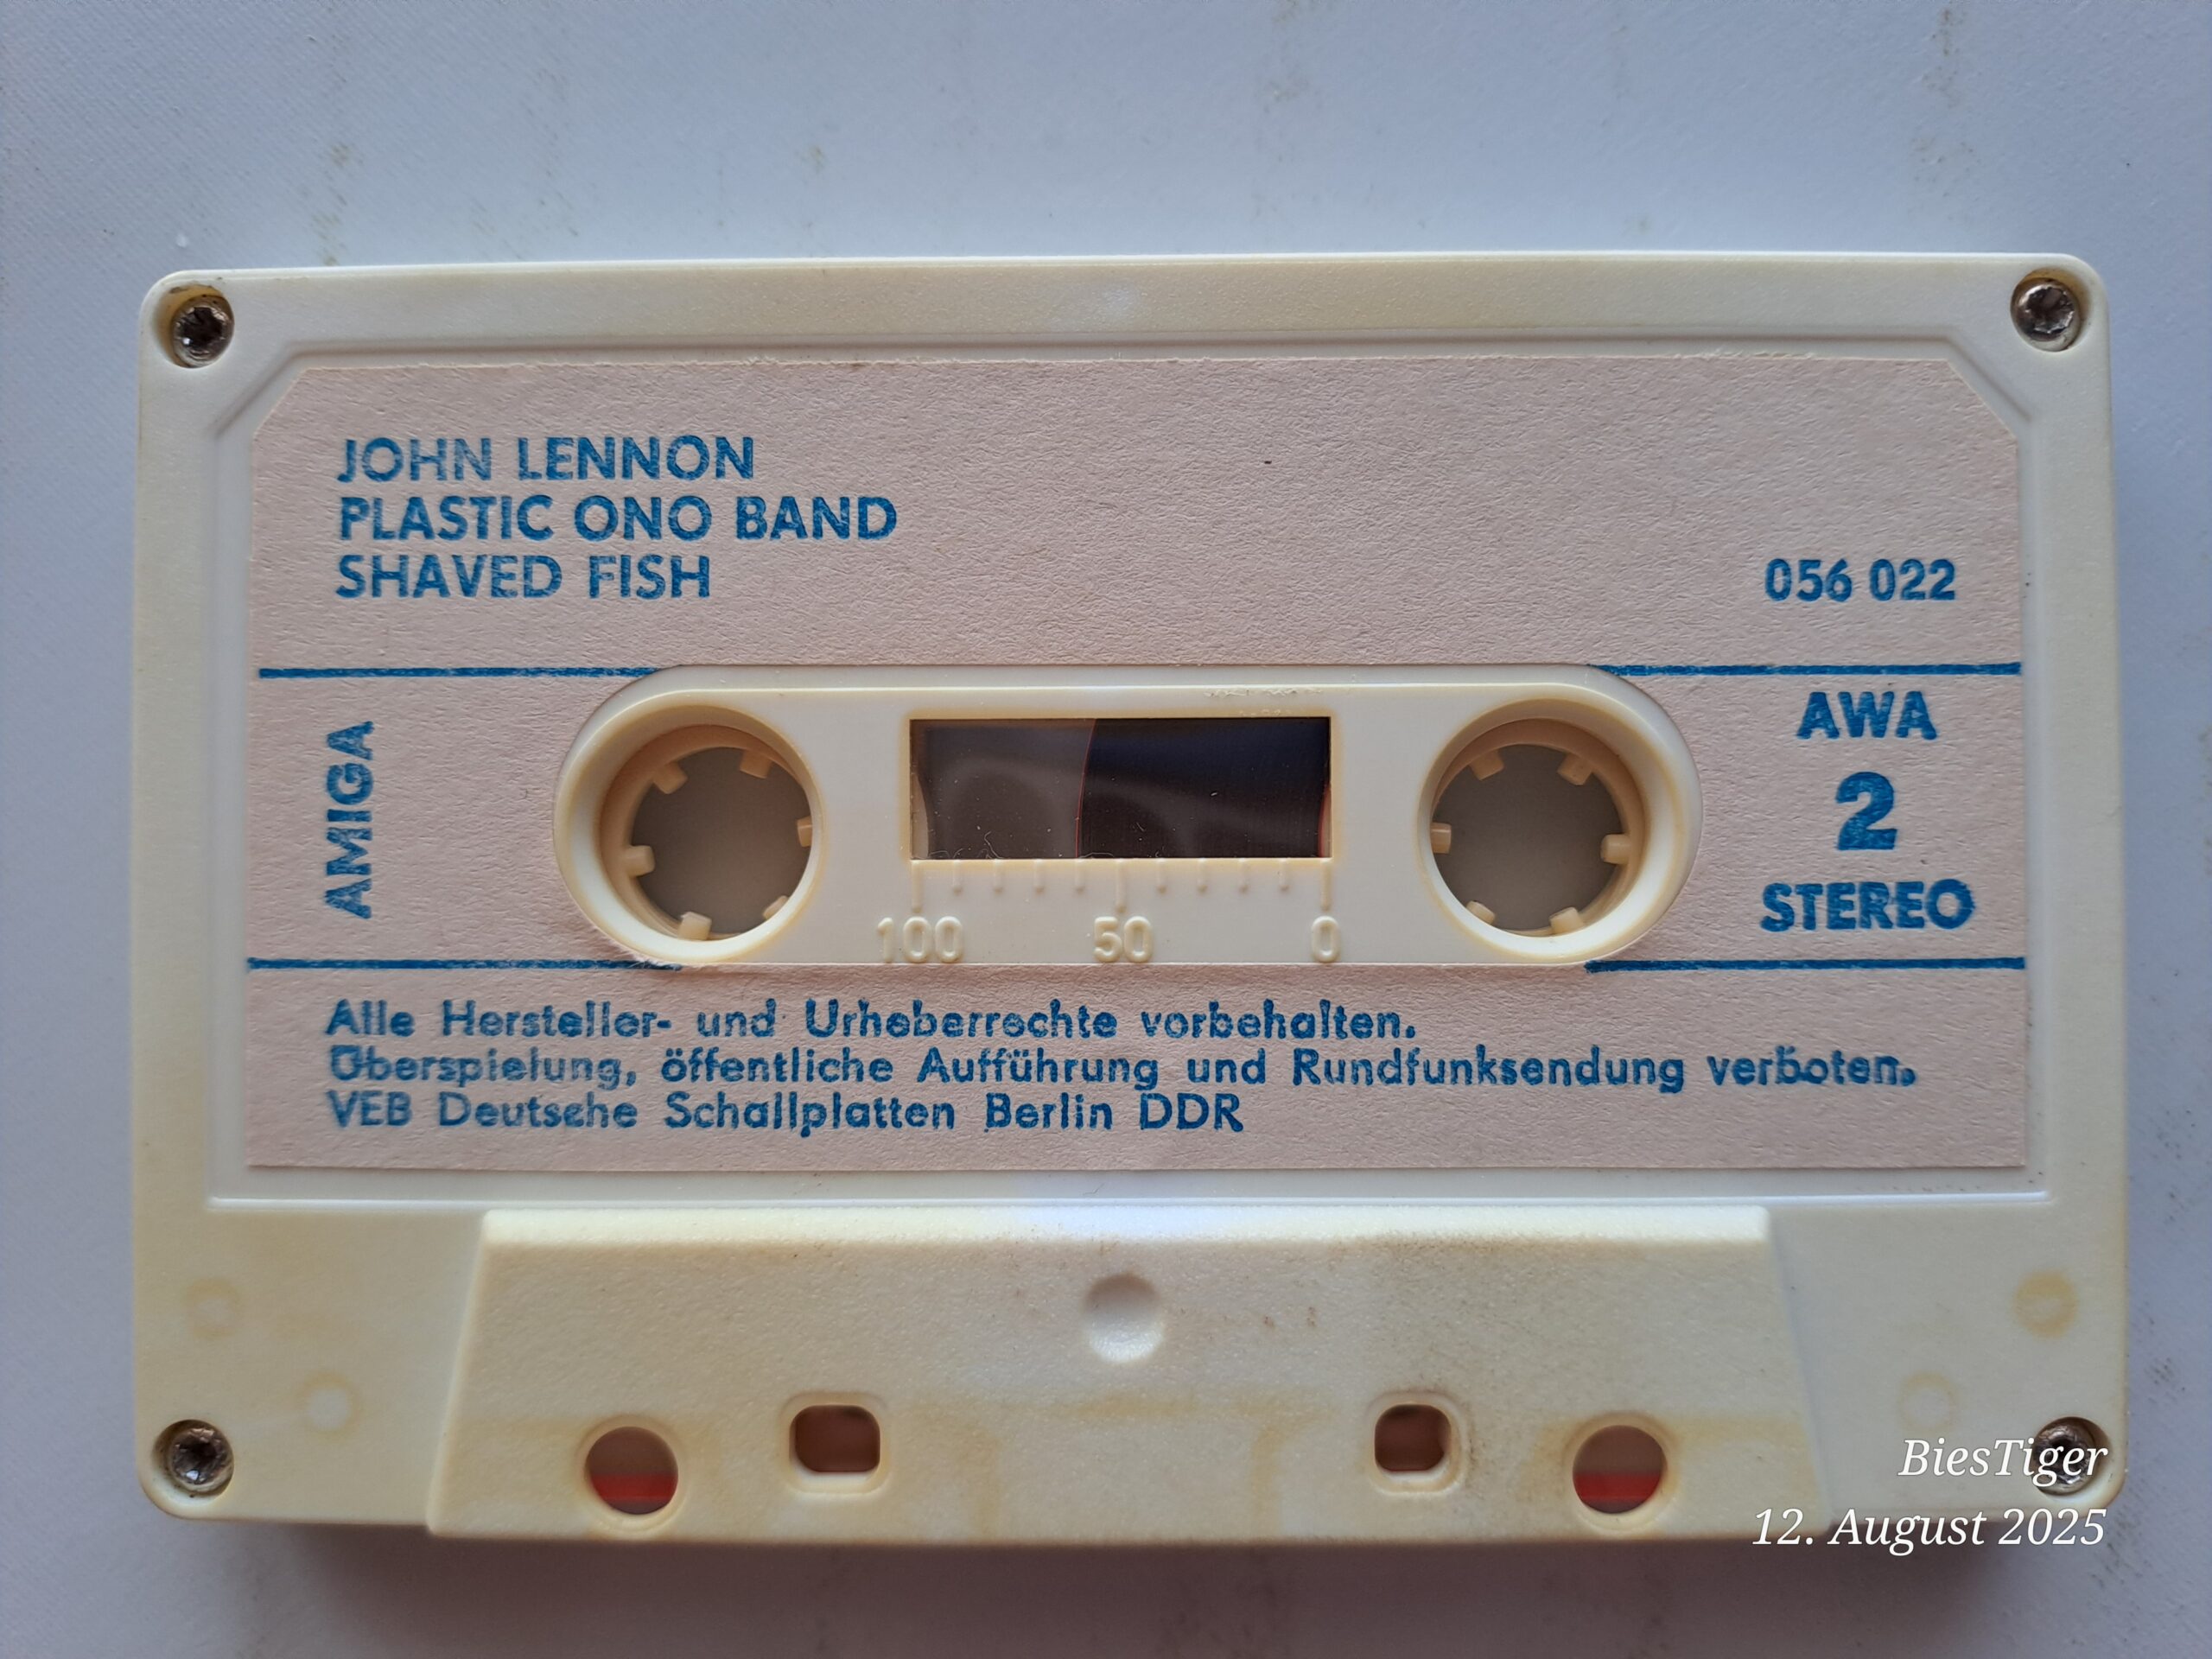 JOHN LENNON
PLASTIC ONO BAND
SHAVED FISH
056 022
AMIGA
AWA
2
STEREO
100 50 0
Alle Hersteller- und Urheberrechte vorbehalten.
Überspielung, öffentliche Aufführung und Rundfunksendung verboten.
VEB Deutsche Schallplatten Berlin DDR
BiesTiger
12. August 2025